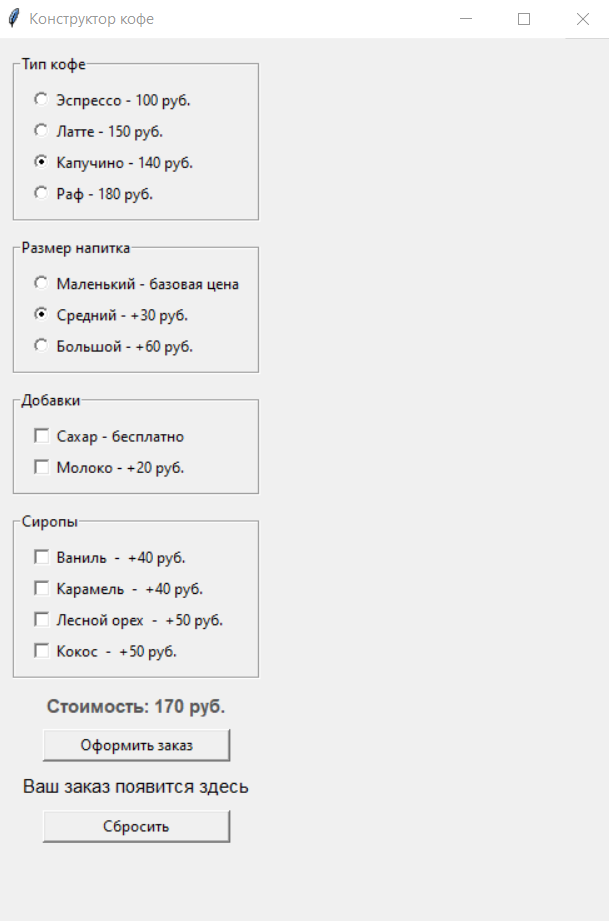 Конструктор кофе
Тип кофе
Эспрессо - 100 руб.
Латте - 150 руб.
Капучино - 140 руб.
Раф - 180 руб.
Размер напитка
Маленький - базовая цена
Средний - +30 руб.
Большой - +60 руб.
Добавки
Сахар - бесплатно
Молоко - +20 руб.
Сиропы
Ваниль  -  +40 руб.
Карамель  -  +40 руб.
Лесной орех  -  +50 руб.
Кокос  -  +50 руб.
Стоимость: 170 руб.
Оформить заказ
Ваш заказ появится здесь
Сбросить